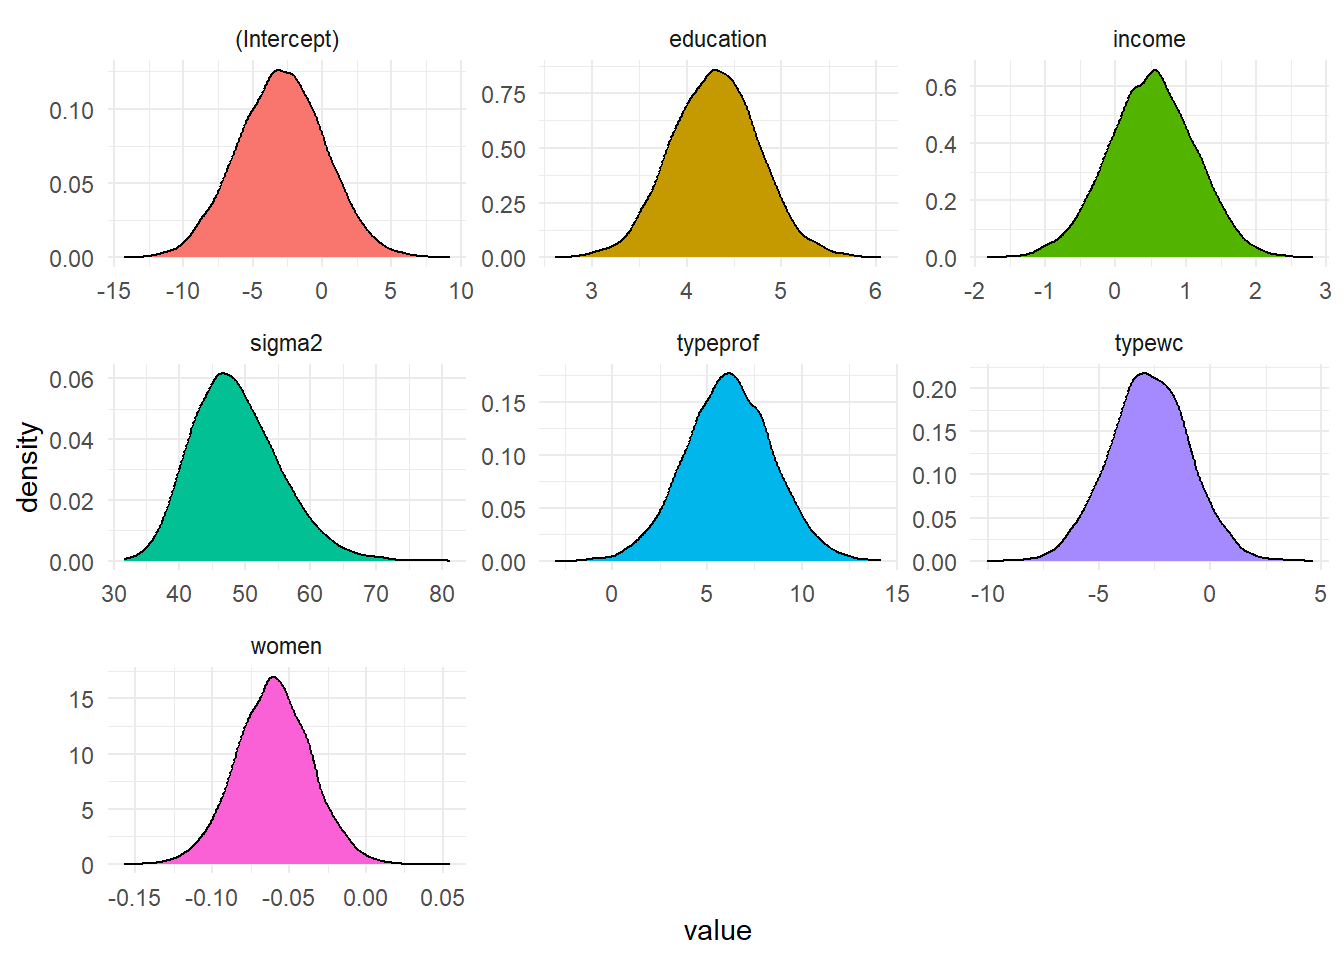 (Intercept) education income
0.10
0.05
0.00
0.75
0.50
0.25
0.00
0.6
0.4
0.2
0.0
-15 -10 -5 0 5 10
3 4 5 6
-2 -1 0 1 2 3
sigma2 typeprof typewc
0.06
0.04
0.02
0.00
0.15
0.10
0.05
0.00
0.20
0.15
0.10
0.05
0.00
30 40 50 60 70 80
0 5 10 15
-10 -5 0 5
women
15
10
5
0
-0.15 -0.10 -0.05 0.00 0.05
density
value